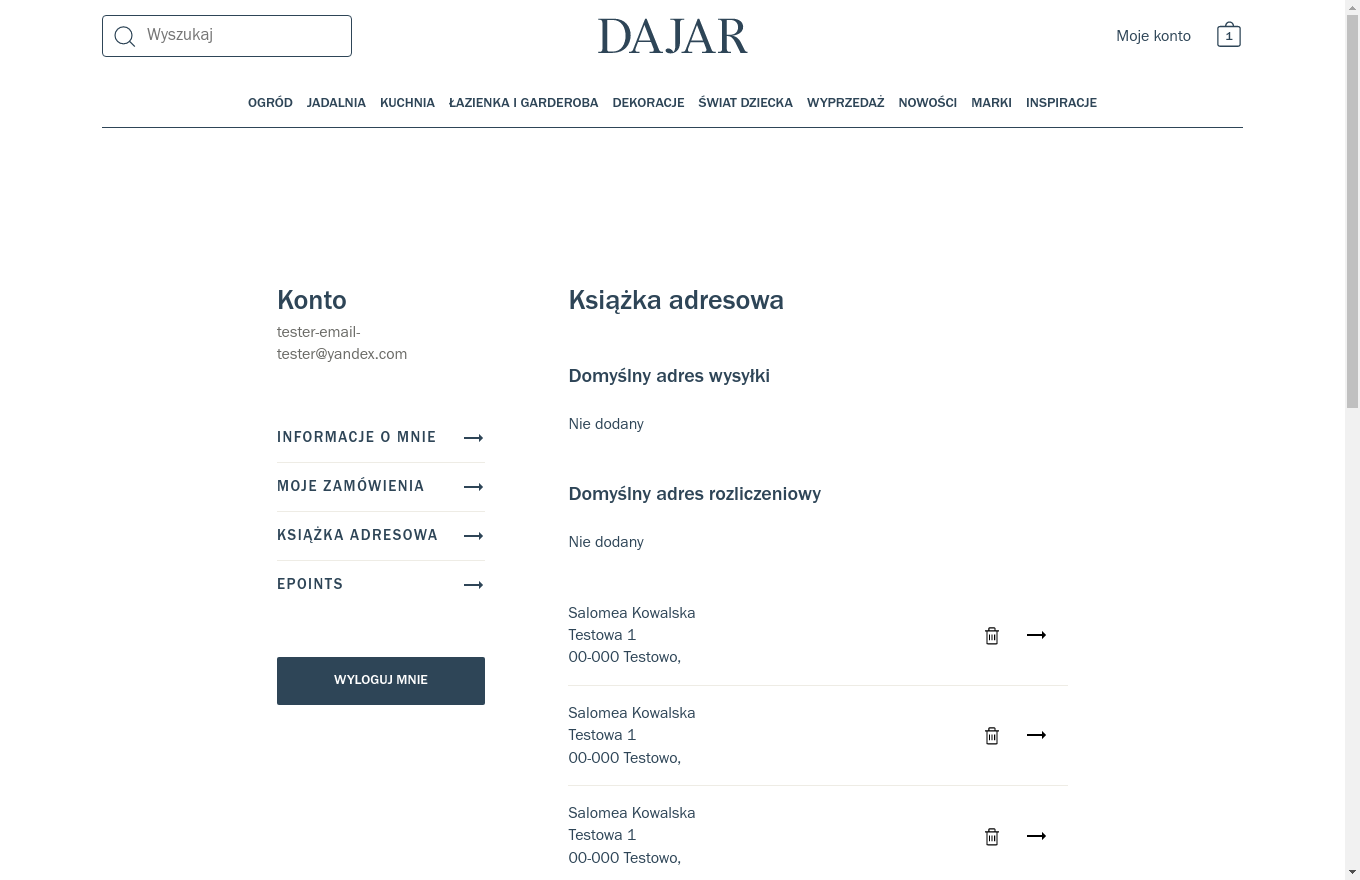 Wyszukaj
DAJAR
Moje konto
1
OGRÓD JADALNIA KUCHNIA ŁAZIENKA I GARDEROBA DEKORACJE ŚWIAT DZIECKA WYPRZEDAŻ NOWOŚCI MARKI INSPIRACJE
Konto
tester-email-
tester@yandex.com
INFORMACJE O MNIE
MOJE ZAMÓWIENIA
KSIĄŻKA ADRESOWA
EPOINTS
WYLOGUJ MNIE
Książka adresowa
Domyślny adres wysyłki
Nie dodany
Domyślny adres rozliczeniowy
Nie dodany
Salomea Kowalska
Testowa 1
00-000 Testowo,
Salomea Kowalska
Testowa 1
00-000 Testowo,
Salomea Kowalska
Testowa 1
00-000 Testowo,